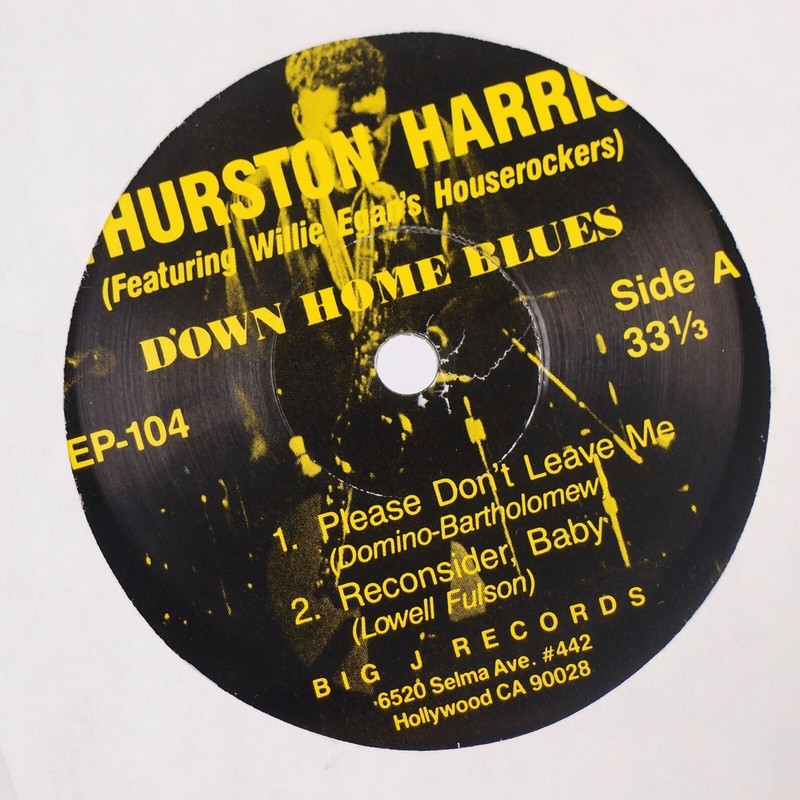 THURSTON HARRIS
(Featuring Willie Egan's Houserockers)
DOWN HOME BLUES
Side A
33⅓
EP-104
1. Please Don't Leave Me
(Domino-Bartholomew)
2. Reconsider, Baby
(Lowell Fulson)
BIG J RECORDS
6520 Selma Ave. #442
Hollywood CA 90028